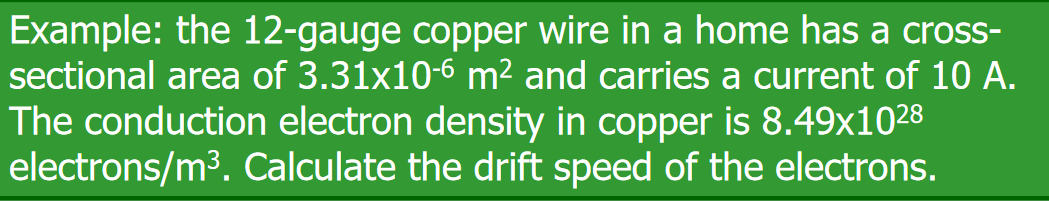 Example: the 12-gauge copper wire in a home has a cross-
sectional area of 3.31x10⁻⁶ m² and carries a current of 10 A.
The conduction electron density in copper is 8.49x10²⁸
electrons/m³. Calculate the drift speed of the electrons.